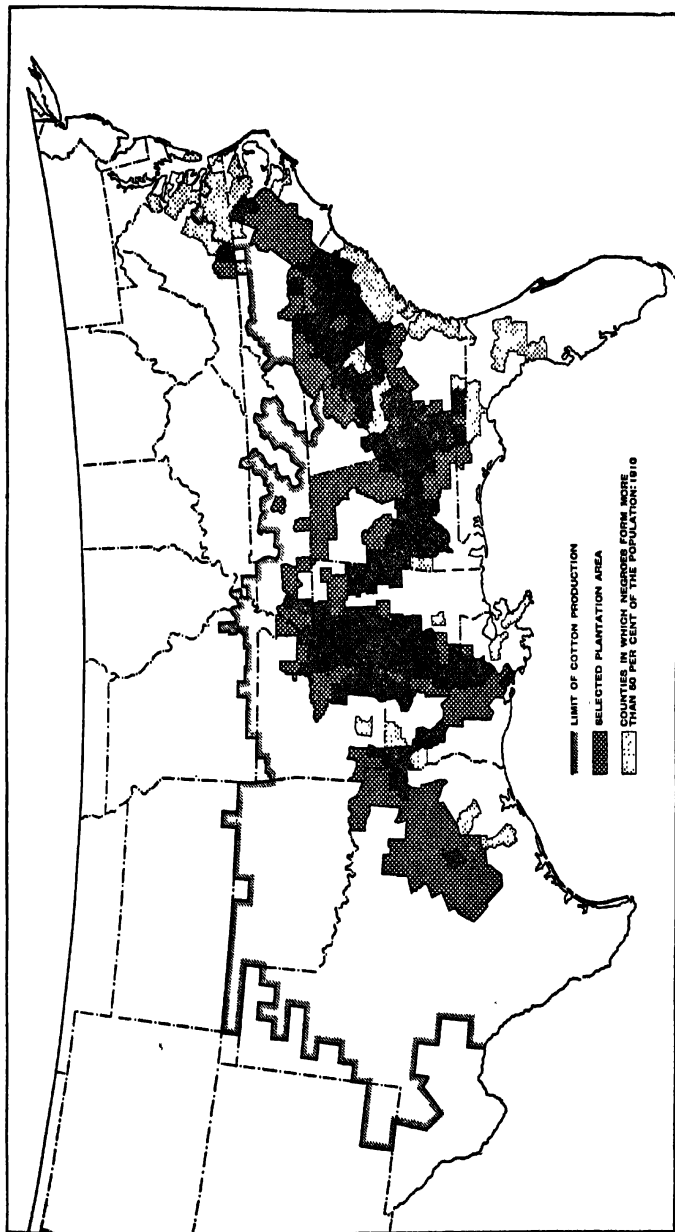 LIMIT OF COTTON PRODUCTION
SELECTED PLANTATION AREA
COUNTIES IN WHICH NEGROES FORM MORE
THAN 50 PER CENT OF THE POPULATION: 1910